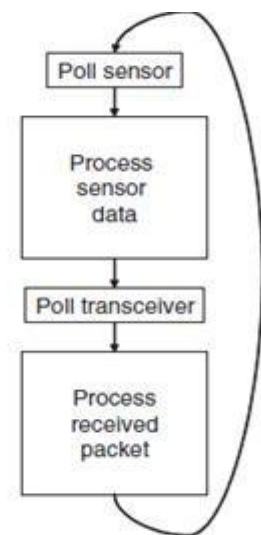 Poll sensor
Process
sensor
data
Poll transceiver
Process
received
packet